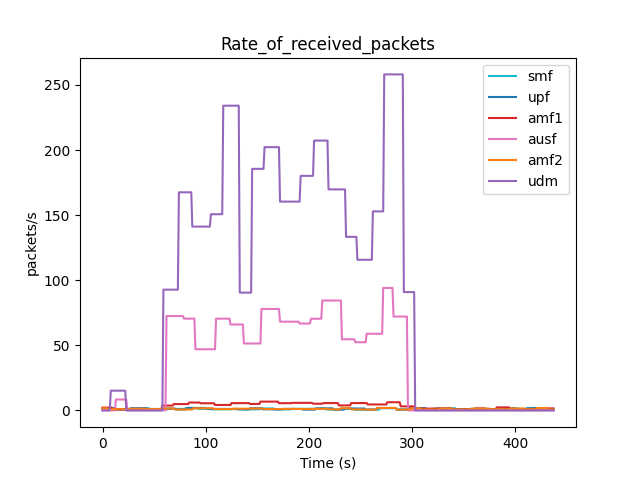 Rate_of_received_packets
packets/s
250
200
150
100
50
0
0
100
200
300
400
Time (s)
smf
upf
amf1
ausf
amf2
udm